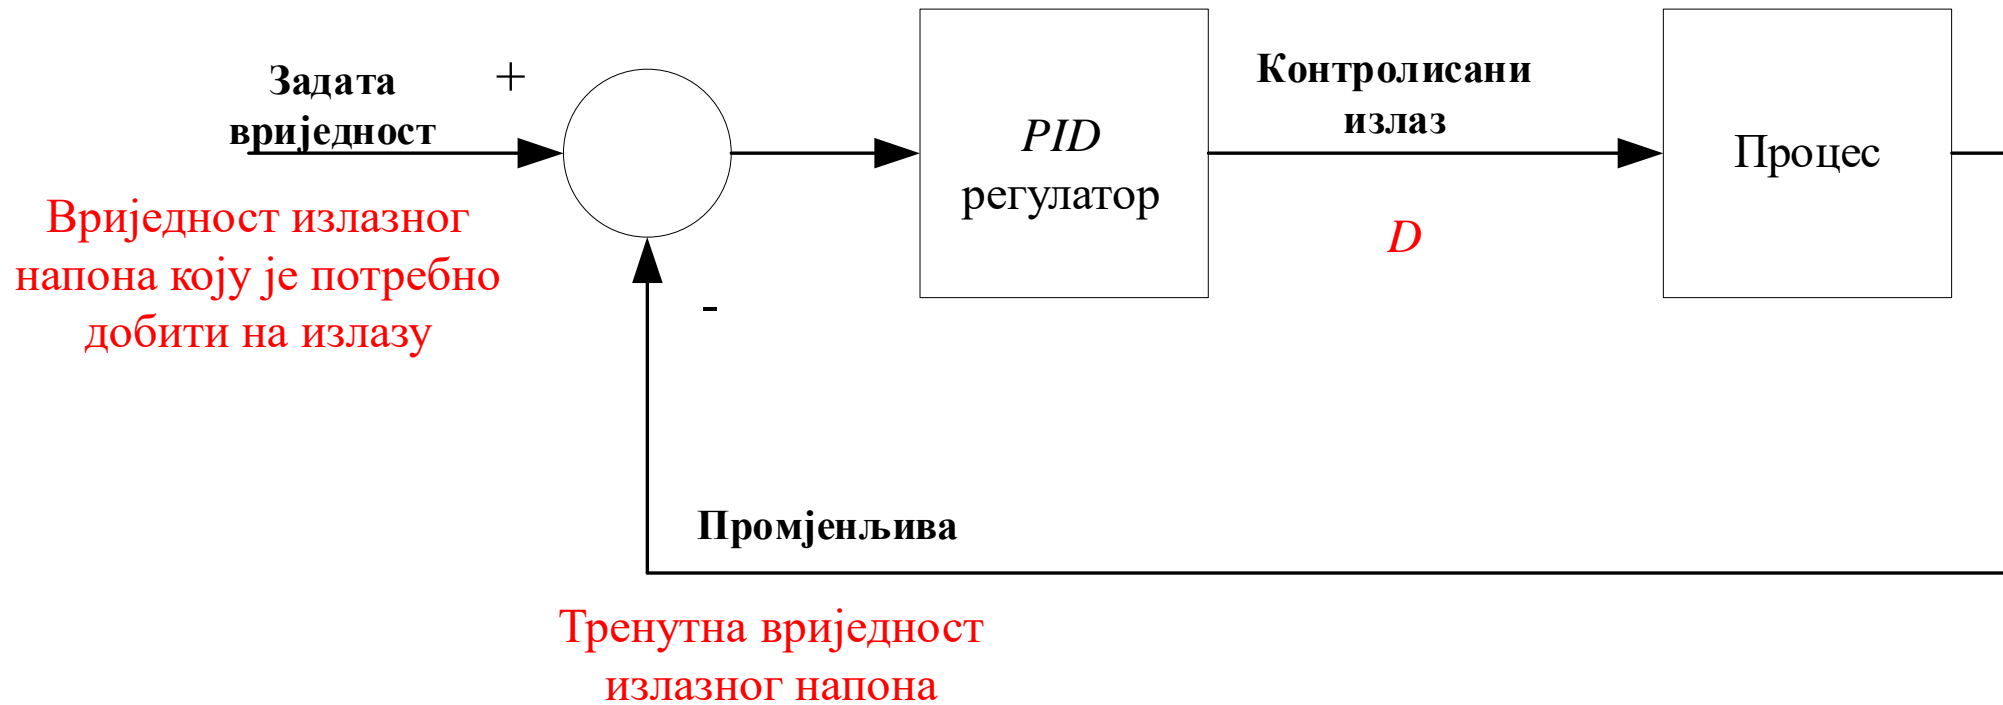 Задата
вриједност
+
Вриједност излазног
напона коју је потребно
добити на излазу
-
PID
регулатор
Контролисани
излаз
D
Процес
Промјенљива
Тренутна вриједност
излазног напона